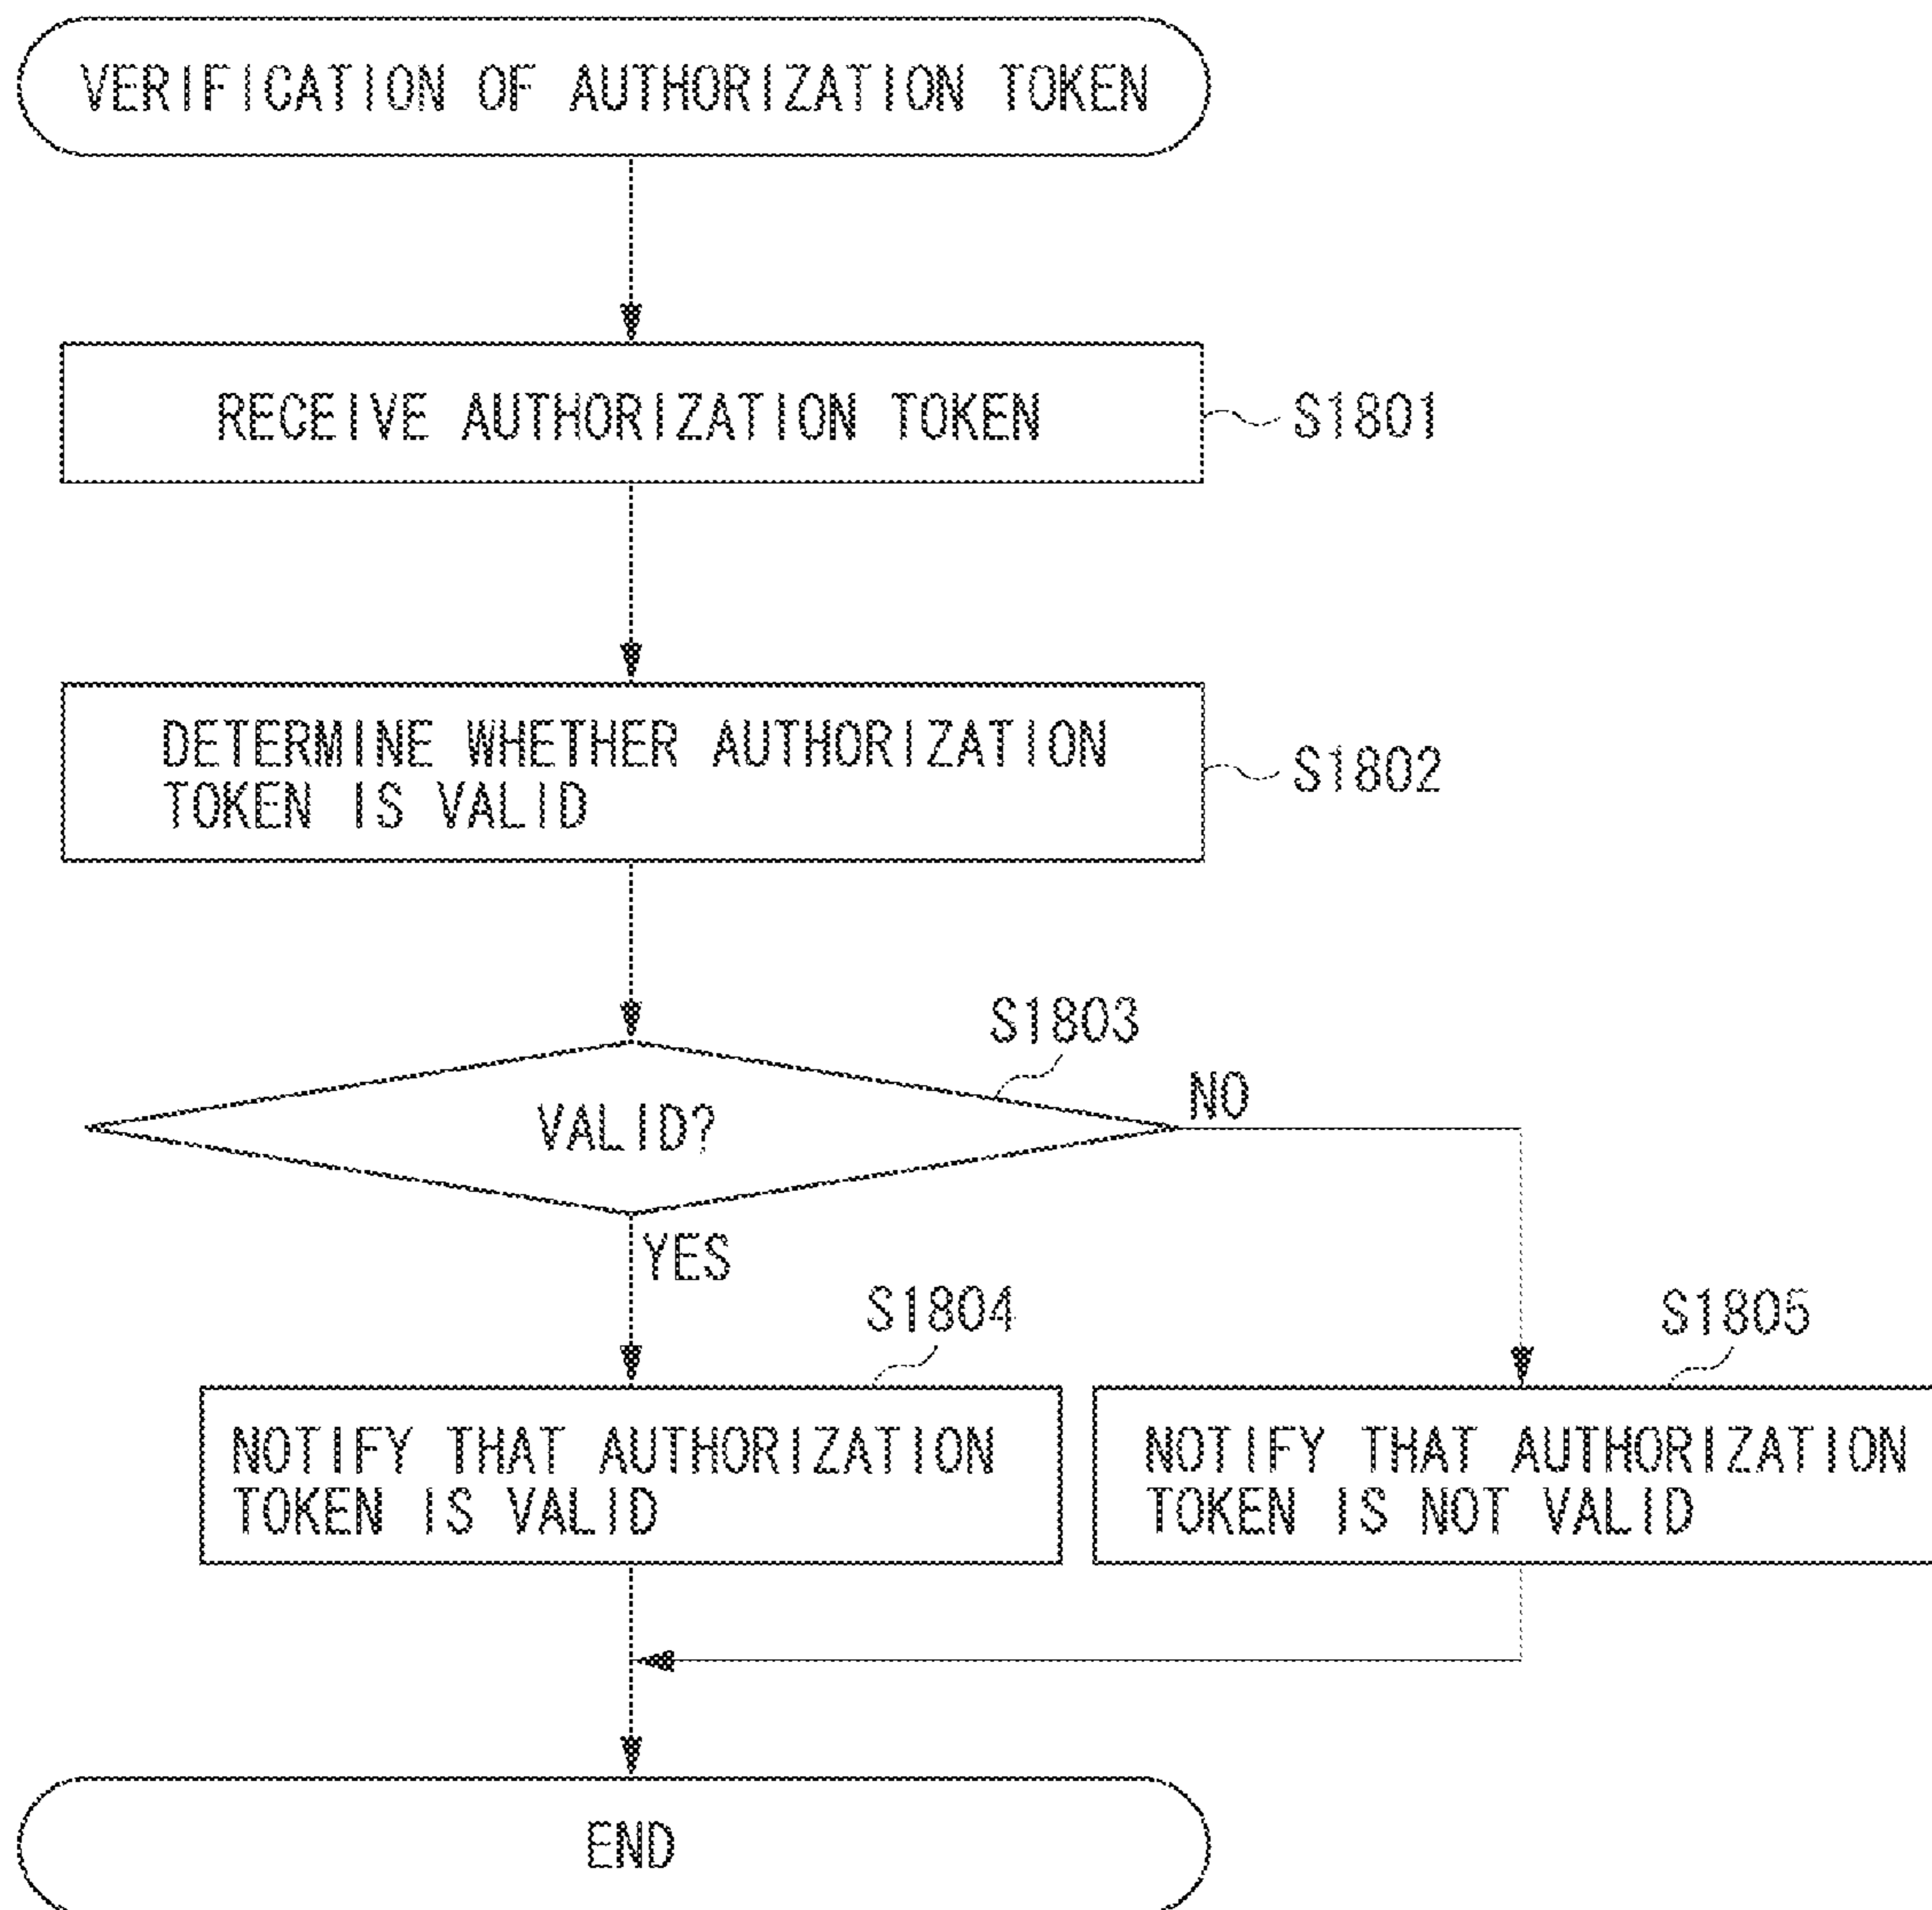 VERIFICATION OF AUTHORIZATION TOKEN
RECEIVE AUTHORIZATION TOKEN
S1801
DETERMINE WHETHER AUTHORIZATION
TOKEN IS VALID
S1802
S1803
VALID?
NO
YES
S1804
NOTIFY THAT AUTHORIZATION
TOKEN IS VALID
S1805
NOTIFY THAT AUTHORIZATION
TOKEN IS NOT VALID
END